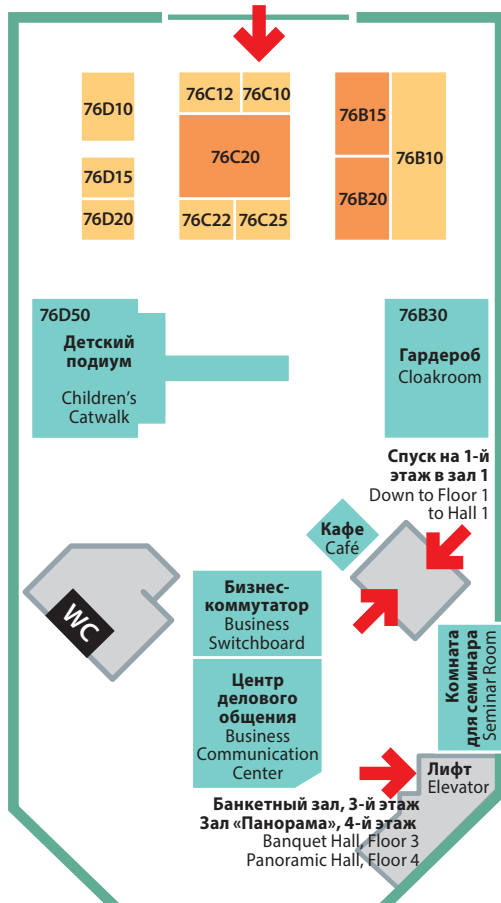 76D10
76C12
76C10
76B15
76B10
76C20
76D15
76B20
76D20
76C22
76C25
76D50
Детский
подиум
Children's
Catwalk
76B30
Гардероб
Cloakroom
Спуск на 1-й
этаж в зал 1
Down to Floor 1
to Hall 1
Кафе
Café
WC
Бизнес-
коммутатор
Business
Switchboard
Комната
для семинара
Seminar Room
Центр
делового
общения
Business
Communication
Center
Лифт
Elevator
Банкетный зал, 3-й этаж
Зал «Панорама», 4-й этаж
Banquet Hall, Floor 3
Panoramic Hall, Floor 4